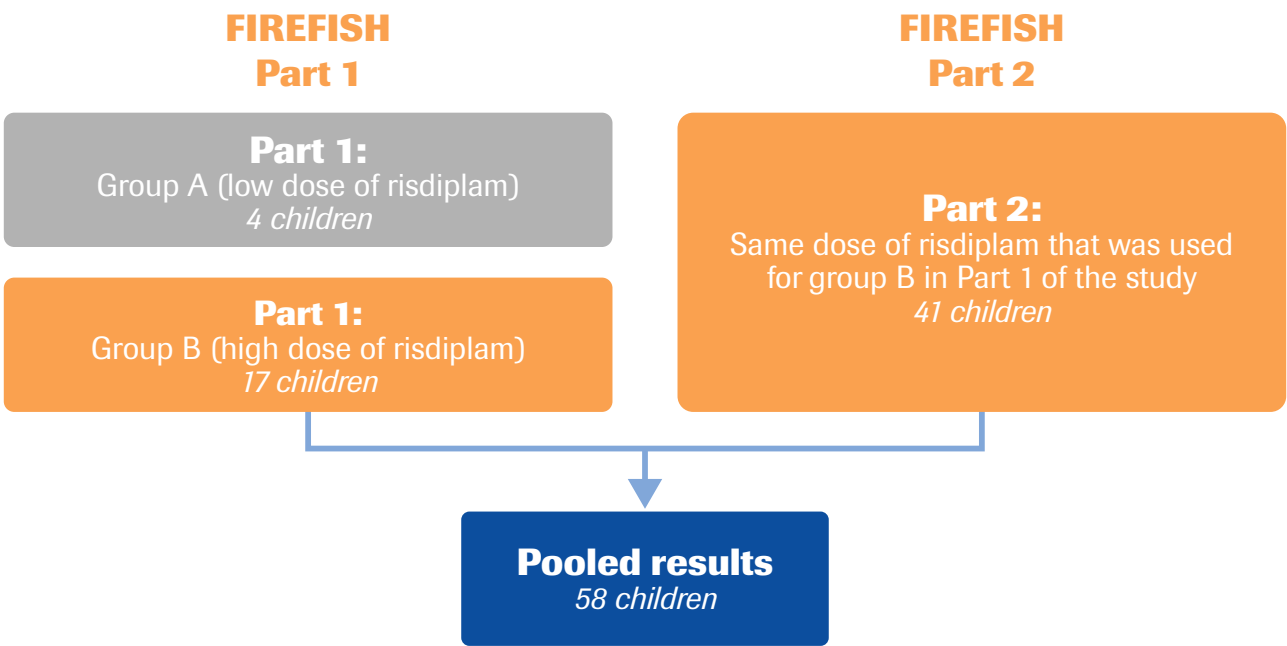 FIREFISH
Part 1
Part 1:
Group A (low dose of risdiplam)
4 children
Part 1:
Group B (high dose of risdiplam)
17 children
FIREFISH
Part 2
Part 2:
Same dose of risdiplam that was used
for group B in Part 1 of the study
41 children
Pooled results
58 children